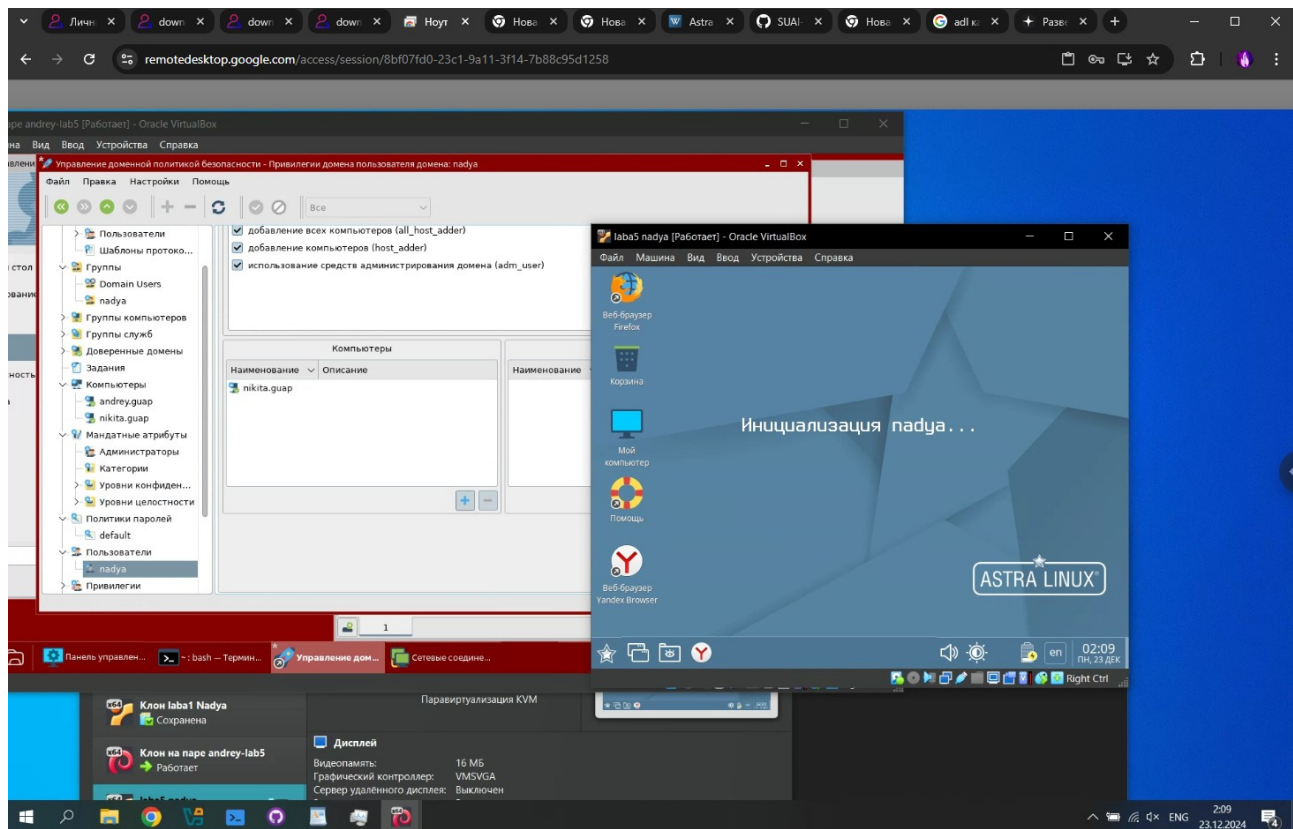 Личн
down
down
down
Ноут
Нова
Нова
Astra
SUAI-
Нова
adl ка
Разве
remotedesktop.google.com/access/session/8bf07fd0-23c1-9a11-3f14-7b88c95d1258
паре andrey-lab5 [Работает] - Oracle VirtualBox
Вид Ввод Устройства Справка
Управление доменной политикой безопасности - Привилегии домена пользователя домена: nadya
Файл Правка Настройки Помощь
Все
Пользователи
Шаблоны протоко...
Группы
Domain Users
nadya
Группы компьютеров
Группы служб
Доверенные домены
Задания
Компьютеры
andrey.guap
nikita.guap
Мандатные атрибуты
Администраторы
Категории
Уровни конфиден...
Уровни целостности
Политики паролей
default
Пользователи
nadya
Привилегии
стол
добавление всех компьютеров (all_host_adder)
добавление компьютеров (host_adder)
использование средств администрирования домена (adm_user)
Компьютеры
Наименование Описание
nikita.guap
Наименование
1
Панель управлен...
~ : bash — Термин...
Управление дом...
Сетевые соедине...
laba5 nadya [Работает] - Oracle VirtualBox
Файл Машина Вид Ввод Устройства Справка
Веб-браузер
Firefox
Корзина
Мой
компьютер
Помощь
Веб-браузер
Yandex Browser
Инициализация nadya...
ASTRA LINUX®
en
02:09
ПН, 23 ДЕК
Right Ctrl
Клон laba1 Nadya
Сохранена
Клон на паре andrey-lab5
Работает
Паравиртуализация KVM
Дисплей
Видеопамять: 16 МБ
Графический контроллер: VMSVGA
Сервер удалённого дисплея: Выключен
ENG
2:09
23.12.2024
4